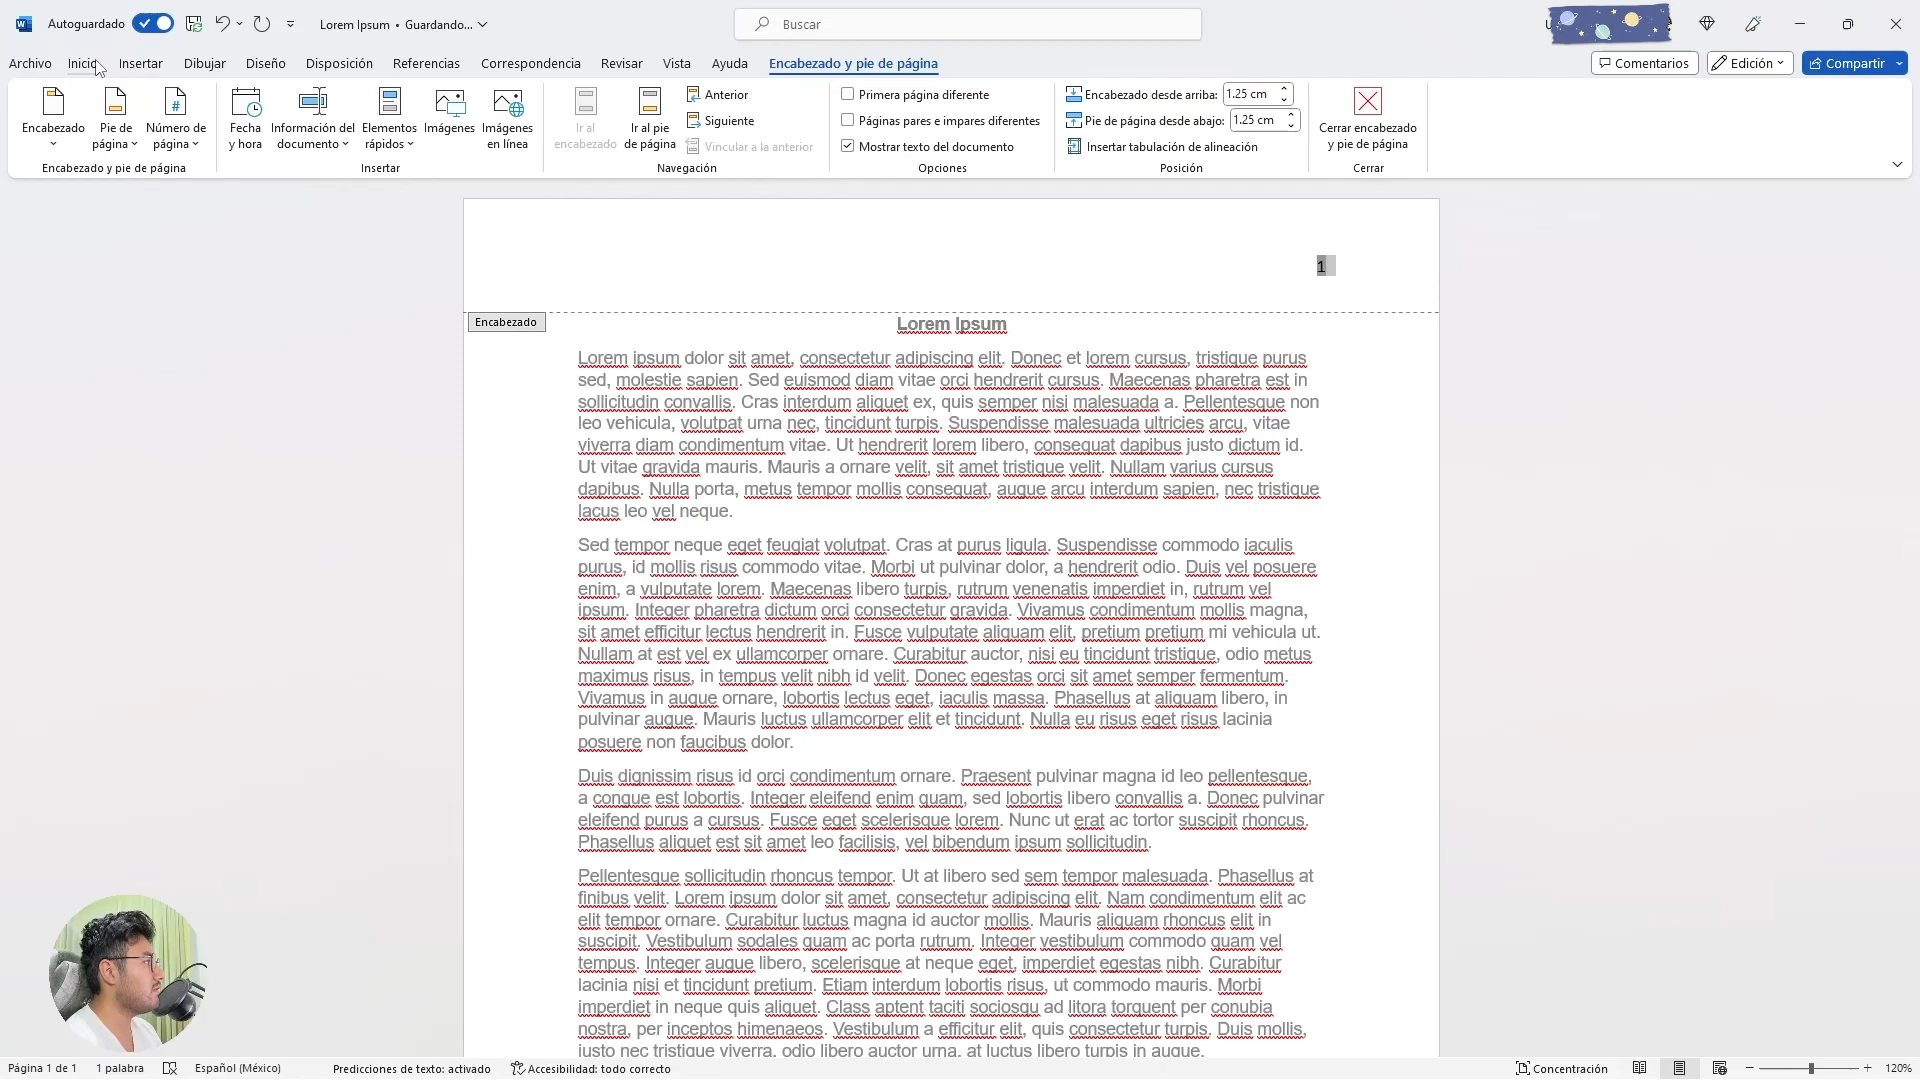 Autoguardado
Lorem Ipsum • Guardando...
Buscar
Archivo Inicio Insertar Dibujar Diseño Disposición Referencias Correspondencia Revisar Vista Ayuda Encabezado y pie de página
Comentarios Edición Compartir
Encabezado
Pie de página
Número de página
Encabezado y pie de página
Fecha y hora
Información del documento
Elementos rápidos
Imágenes
Imágenes en línea
Insertar
Ir al encabezado
Ir al pie de página
Anterior
Siguiente
Vincular a la anterior
Navegación
Primera página diferente
Páginas pares e impares diferentes
Mostrar texto del documento
Opciones
Encabezado desde arriba: 1.25 cm
Pie de página desde abajo: 1.25 cm
Insertar tabulación de alineación
Posición
Cerrar encabezado y pie de página
Cerrar
1
Encabezado
Lorem Ipsum
Lorem ipsum dolor sit amet, consectetur adipiscing elit. Donec et lorem cursus, tristique purus
sed, molestie sapien. Sed euismod diam vitae orci hendrerit cursus. Maecenas pharetra est in
sollicitudin convallis. Cras interdum aliquet ex, quis semper nisi malesuada a. Pellentesque non
leo vehicula, volutpat urna nec, tincidunt turpis. Suspendisse malesuada ultricies arcu, vitae
viverra diam condimentum vitae. Ut hendrerit lorem libero, consequat dapibus justo dictum id.
Ut vitae gravida mauris. Mauris a ornare velit, sit amet tristique velit. Nullam varius cursus
dapibus. Nulla porta, metus tempor mollis consequat, augue arcu interdum sapien, nec tristique
lacus leo vel neque.
Sed tempor neque eget feugiat volutpat. Cras at purus ligula. Suspendisse commodo iaculis
purus, id mollis risus commodo vitae. Morbi ut pulvinar dolor, a hendrerit odio. Duis vel posuere
enim, a vulputate lorem. Maecenas libero turpis, rutrum venenatis imperdiet in, rutrum vel
ipsum. Integer pharetra dictum orci consectetur gravida. Vivamus condimentum mollis magna,
sit amet efficitur lectus hendrerit in. Fusce vulputate aliquam elit, pretium pretium mi vehicula ut.
Nullam at est vel ex ullamcorper ornare. Curabitur auctor, nisi eu tincidunt tristique, odio metus
maximus risus, in tempus velit nibh id velit. Donec egestas orci sit amet semper fermentum.
Vivamus in augue ornare, lobortis lectus eget, iaculis massa. Phasellus at aliquam libero, in
pulvinar augue. Mauris luctus ullamcorper elit et tincidunt. Nulla eu risus eget risus lacinia
posuere non faucibus dolor.
Duis dignissim risus id orci condimentum ornare. Praesent pulvinar magna id leo pellentesque,
a congue est lobortis. Integer eleifend enim quam, sed lobortis libero convallis a. Donec pulvinar
eleifend purus a cursus. Fusce eget scelerisque lorem. Nunc ut erat ac tortor suscipit rhoncus.
Phasellus aliquet est sit amet leo facilisis, vel bibendum ipsum sollicitudin.
Pellentesque sollicitudin rhoncus tempor. Ut at libero sed sem tempor malesuada. Phasellus at
finibus velit. Lorem ipsum dolor sit amet, consectetur adipiscing elit. Nam condimentum elit ac
elit tempor ornare. Curabitur luctus magna id auctor mollis. Mauris aliquam rhoncus elit in
suscipit. Vestibulum sodales quam ac porta rutrum. Integer vestibulum commodo quam vel
tempus. Integer augue libero, scelerisque at neque eget, imperdiet egestas nibh. Curabitur
lacinia nisi et tincidunt pretium. Etiam interdum lobortis risus, ut commodo mauris. Morbi
imperdiet in neque quis aliquet. Class aptent taciti sociosqu ad litora torquent per conubia
nostra, per inceptos himenaeos. Vestibulum a efficitur elit, quis consectetur turpis. Duis mollis,
justo nec tristique viverra, odio libero auctor urna, at luctus libero turpis in augue.
Página 1 de 1 1 palabra Español (México) Predicciones de texto: activado Accesibilidad: todo correcto Concentración 120%